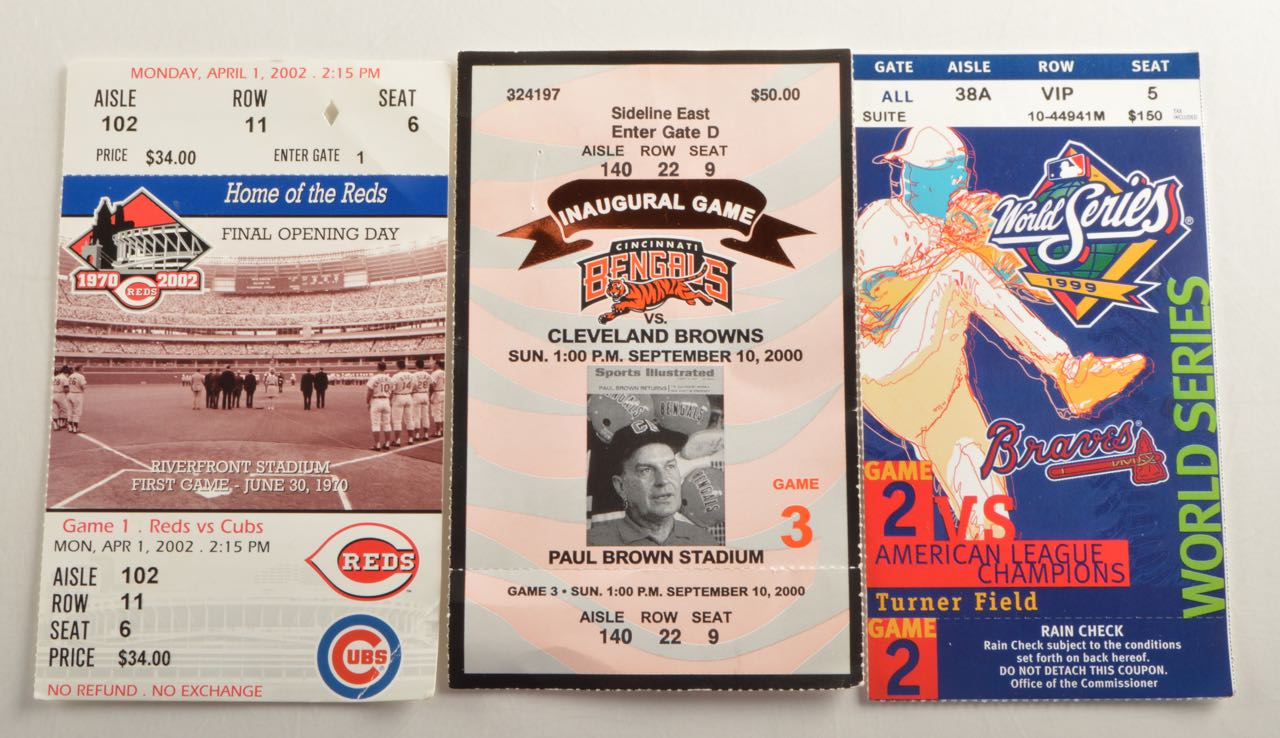 MONDAY, APRIL 1, 2002 . 2:15 PM
AISLE ROW SEAT
102 11 6
PRICE $34.00 ENTER GATE 1
Home of the Reds
FINAL OPENING DAY
1970 2002
REDS
RIVERFRONT STADIUM
FIRST GAME - JUNE 30, 1970
Game 1 . Reds vs Cubs
MON, APR 1, 2002 . 2:15 PM
AISLE 102
ROW 11
SEAT 6
PRICE $34.00
REDS
CUBS
NO REFUND . NO EXCHANGE
324197 $50.00
Sideline East
Enter Gate D
AISLE ROW SEAT
140 22 9
INAUGURAL GAME
CINCINNATI
BENGALS
VS.
CLEVELAND BROWNS
SUN. 1:00 P.M. SEPTEMBER 10, 2000
Sports Illustrated
PAUL BROWN RETURNS
BENGALS
BENGALS
GAME
3
PAUL BROWN STADIUM
GAME 3 • SUN. 1:00 P.M. SEPTEMBER 10, 2000
AISLE ROW SEAT
140 22 9
GATE AISLE ROW SEAT
ALL 38A VIP 5
SUITE 10-44941M $150 TAX INCLUDED
World Series®
1999
WORLD SERIES
Braves
GAME
2 VS
AMERICAN LEAGUE
CHAMPIONS
Turner Field
GAME
2
RAIN CHECK
Rain Check subject to the conditions
set forth on back hereof.
DO NOT DETACH THIS COUPON.
Office of the Commissioner